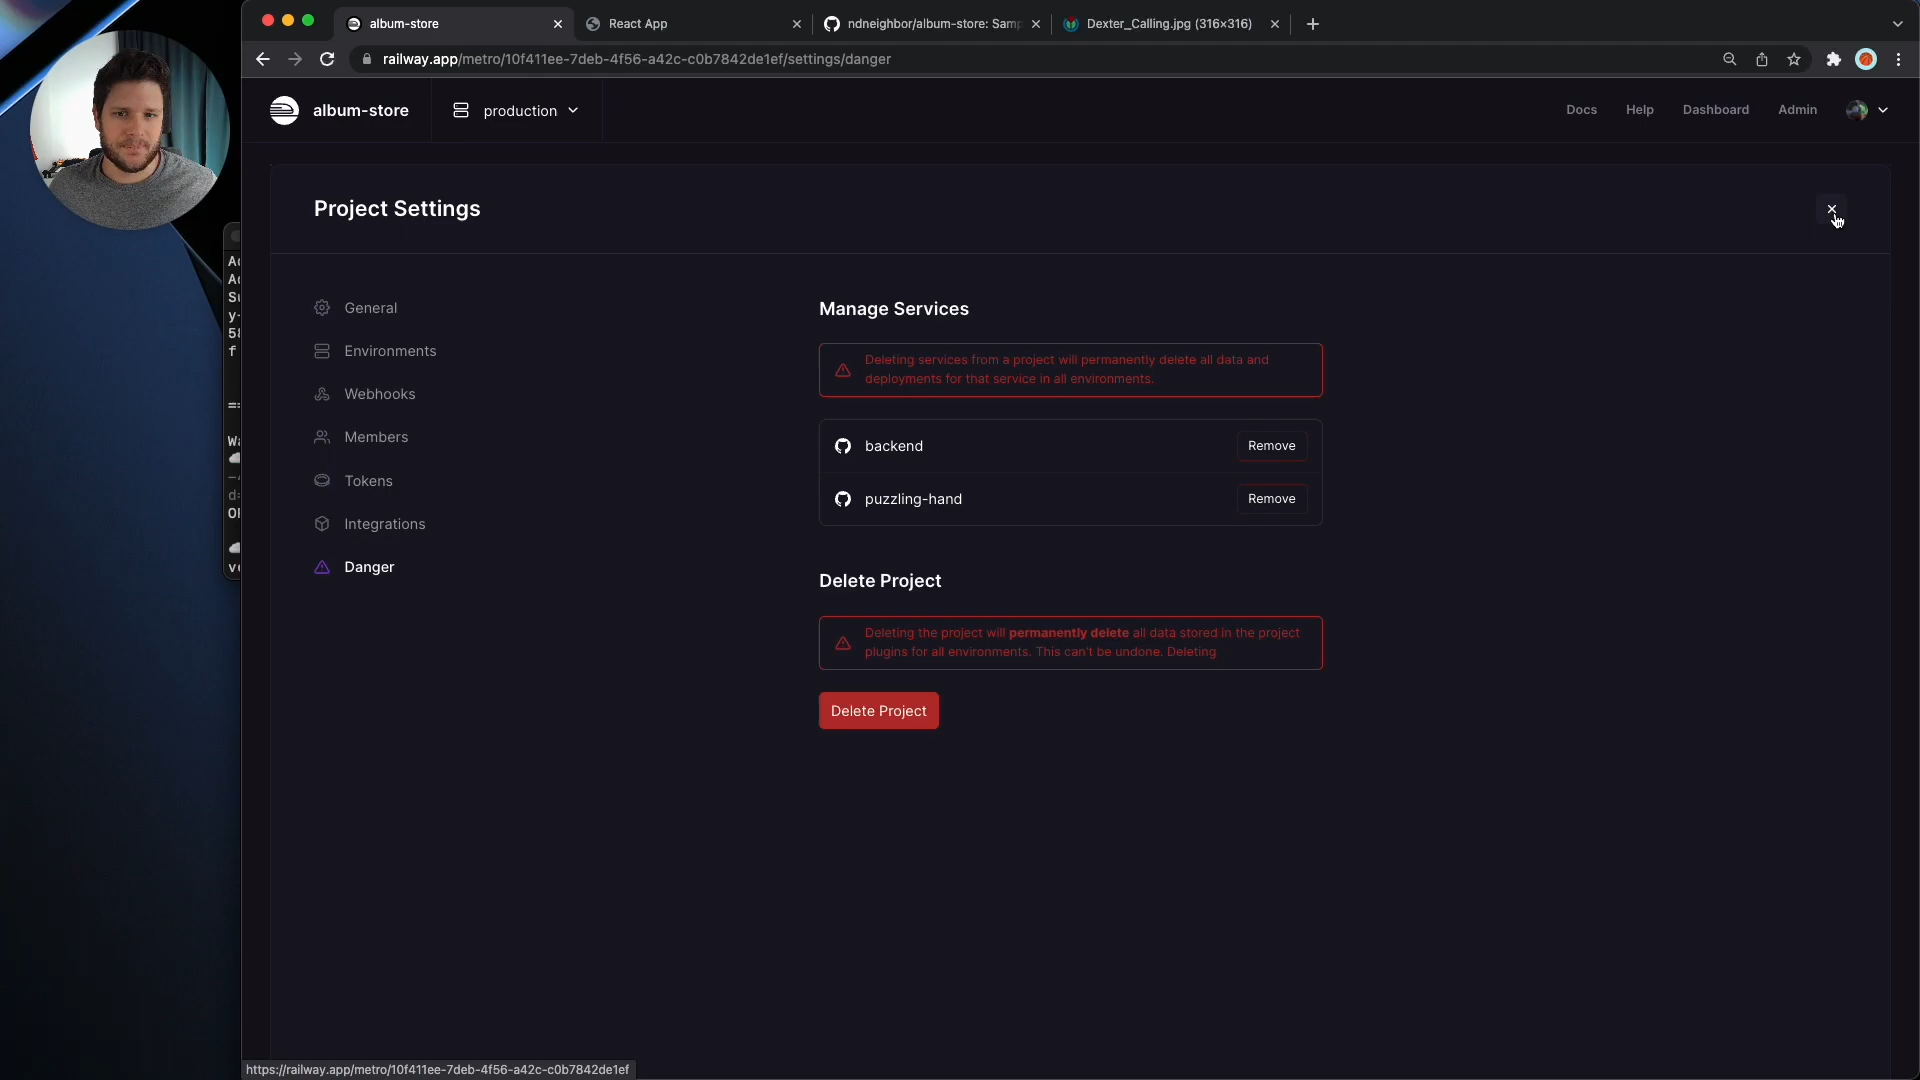 album-store
React App
ndneighbor/album-store: Sam
Dexter_Calling.jpg (316×316)
railway.app/metro/10f411ee-7deb-4f56-a42c-c0b7842de1ef/settings/danger
album-store
production
Docs
Help
Dashboard
Admin
Project Settings
General
Environments
Webhooks
Members
Tokens
Integrations
Danger
Manage Services
Deleting services from a project will permanently delete all data and
deployments for that service in all environments.
backend
Remove
puzzling-hand
Remove
Delete Project
Deleting the project will permanently delete all data stored in the project
plugins for all environments. This can't be undone. Deleting
Delete Project
https://railway.app/metro/10f411ee-7deb-4f56-a42c-c0b7842de1ef